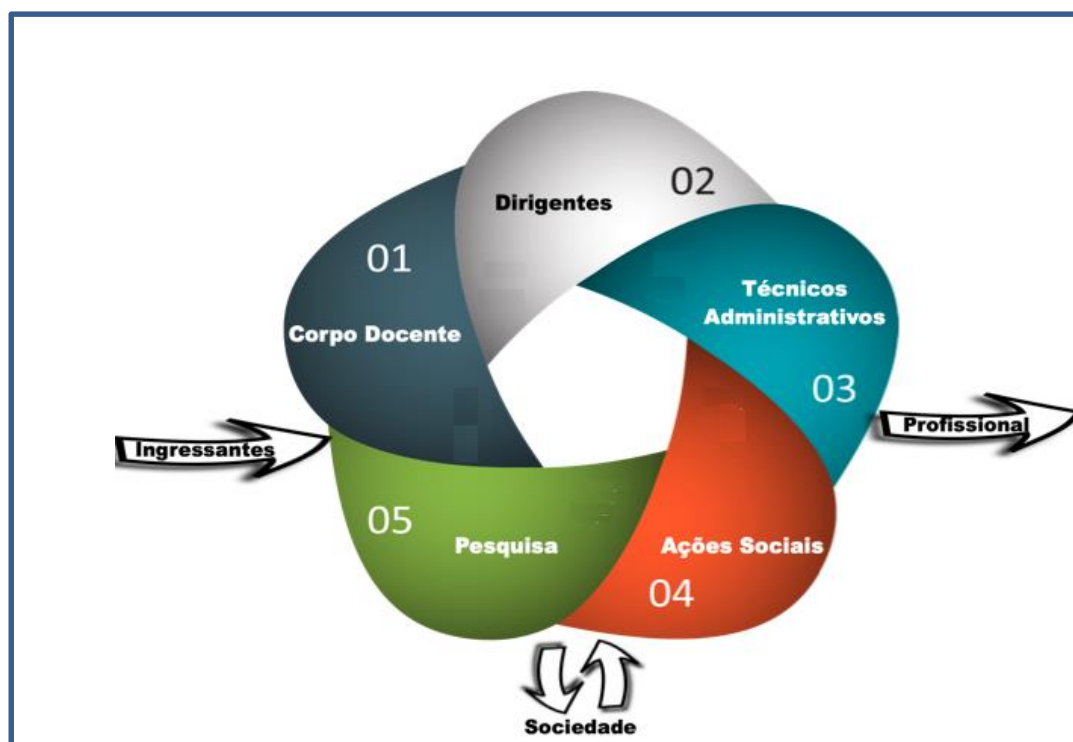 02
Dirigentes
01
Corpo Docente
Técnicos
Administrativos
03
Profissional
Ingressantes
05
Pesquisa
Ações Sociais
04
Sociedade